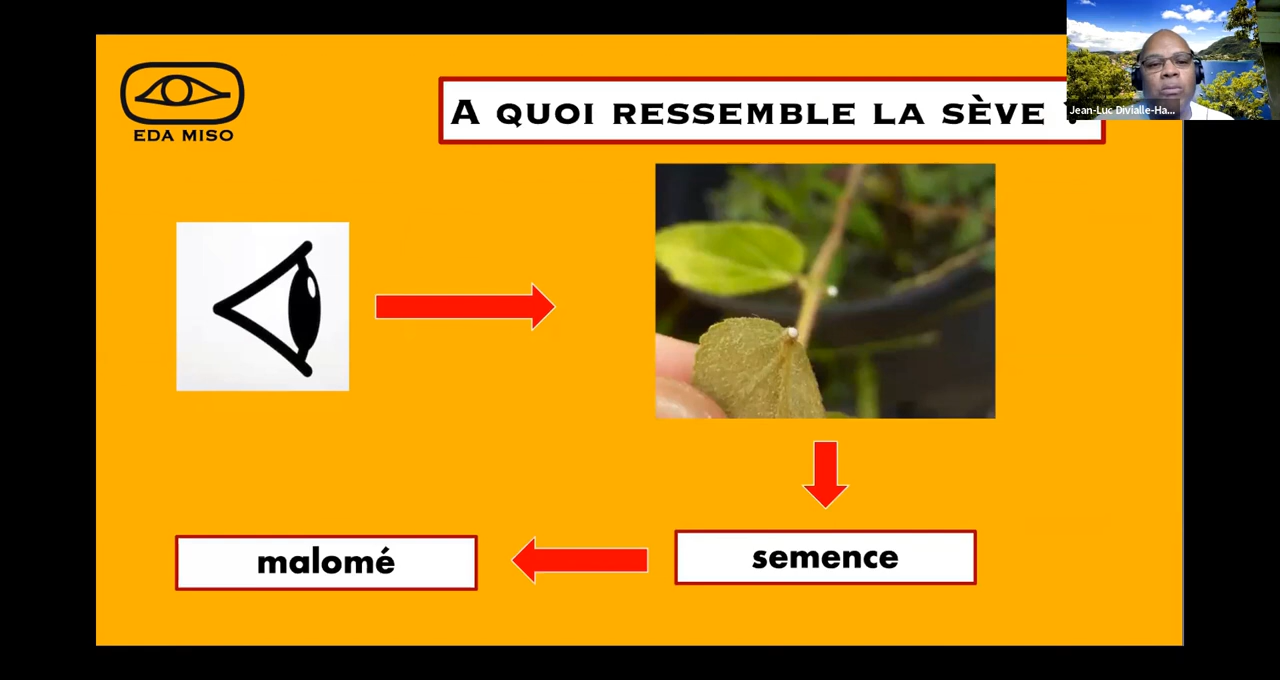 EDA MISO
A QUOI RESSEMBLE LA SÈVE ?
Jean-Luc Divialle-Ha...
malomé
semence